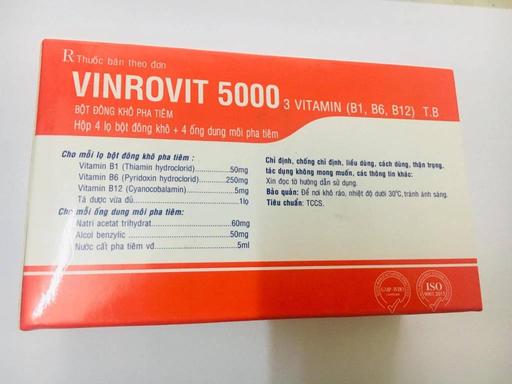 Rx Thuốc bán theo đơn
VINROVIT 5000 3 VITAMIN (B1, B6, B12) T.B
BỘT ĐÔNG KHÔ PHA TIÊM
Hộp 4 lọ bột đông khô + 4 ống dung môi pha tiêm
Cho mỗi lọ bột đông khô pha tiêm :
Vitamin B1 (Thiamin hydroclorid)...50mg
Vitamin B6 (Pyridoxin hydroclorid)...250mg
Vitamin B12 (Cyanocobalamin)...5mg
Tá dược vừa đủ...1lọ
Cho mỗi ống dung môi pha tiêm:
Natri acetat trihydrat...60mg
Alcol benzylic...50mg
Nước cất pha tiêm vđ...5ml
Chỉ định, chống chỉ định, liều dùng, cách dùng, thận trọng,
tác dụng không mong muốn, các thông tin khác:
Xin đọc tờ hướng dẫn sử dụng.
Bảo quản: Để nơi khô ráo, nhiệt độ dưới 30°C, tránh ánh sáng.
Tiêu chuẩn: TCCS.
GMP-WHO
ISO